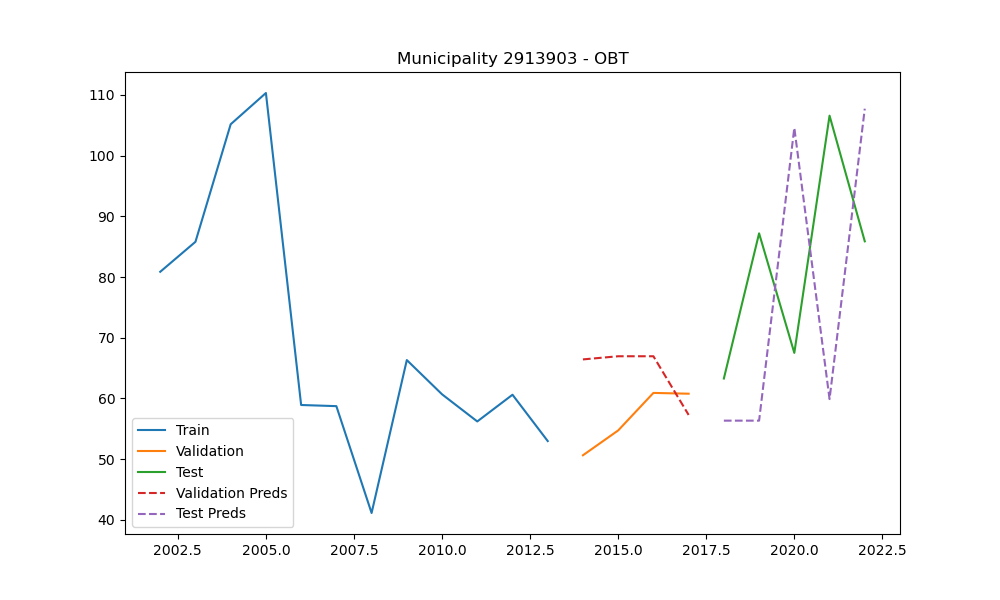 Municipality 2913903 - OBT
110
100
90
80
70
60
50
40
Train
Validation
Test
Validation Preds
Test Preds
2002.5 2005.0 2007.5 2010.0 2012.5 2015.0 2017.5 2020.0 2022.5